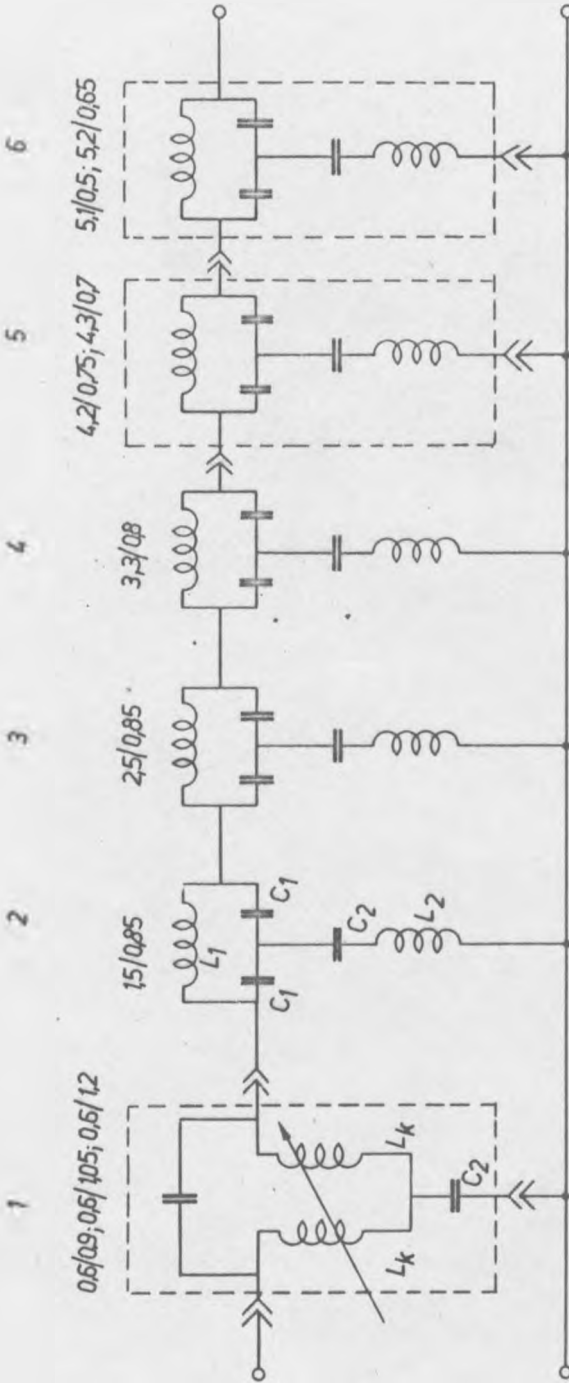 1 2 3 4 5 6
0,6/0,9; 0,6/1,05; 0,6/1,2
1,5/0,85
2,5/0,85
3,3/0,8
4,2/0,75; 4,3/0,7
5,1/0,5; 5,2/0,65
L1
C1
C1
C2
L2
Lk
Lk
C2